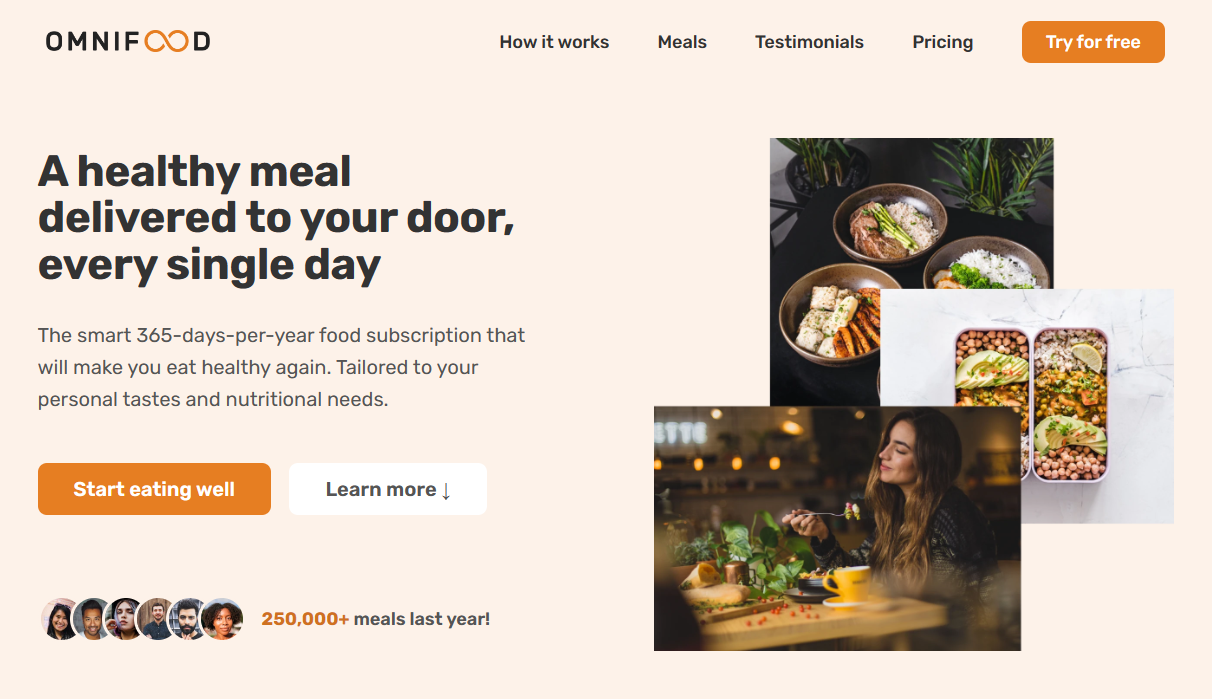 OMNIFOOD
How it works Meals Testimonials Pricing Try for free
A healthy meal
delivered to your door,
every single day
The smart 365-days-per-year food subscription that
will make you eat healthy again. Tailored to your
personal tastes and nutritional needs.
Start eating well Learn more ↓
250,000+ meals last year!